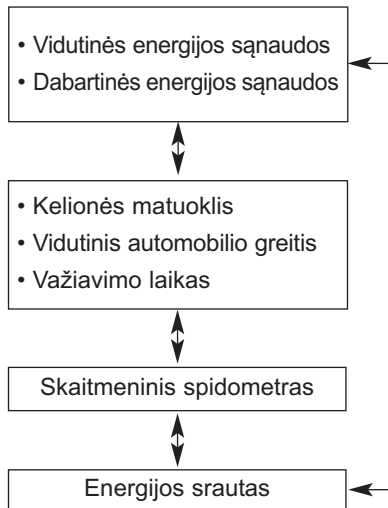 • Vidutinės energijos sąnaudos
• Dabartinės energijos sąnaudos
• Kelionės matuoklis
• Vidutinis automobilio greitis
• Važiavimo laikas
Skaitmeninis spidometras
Energijos srautas